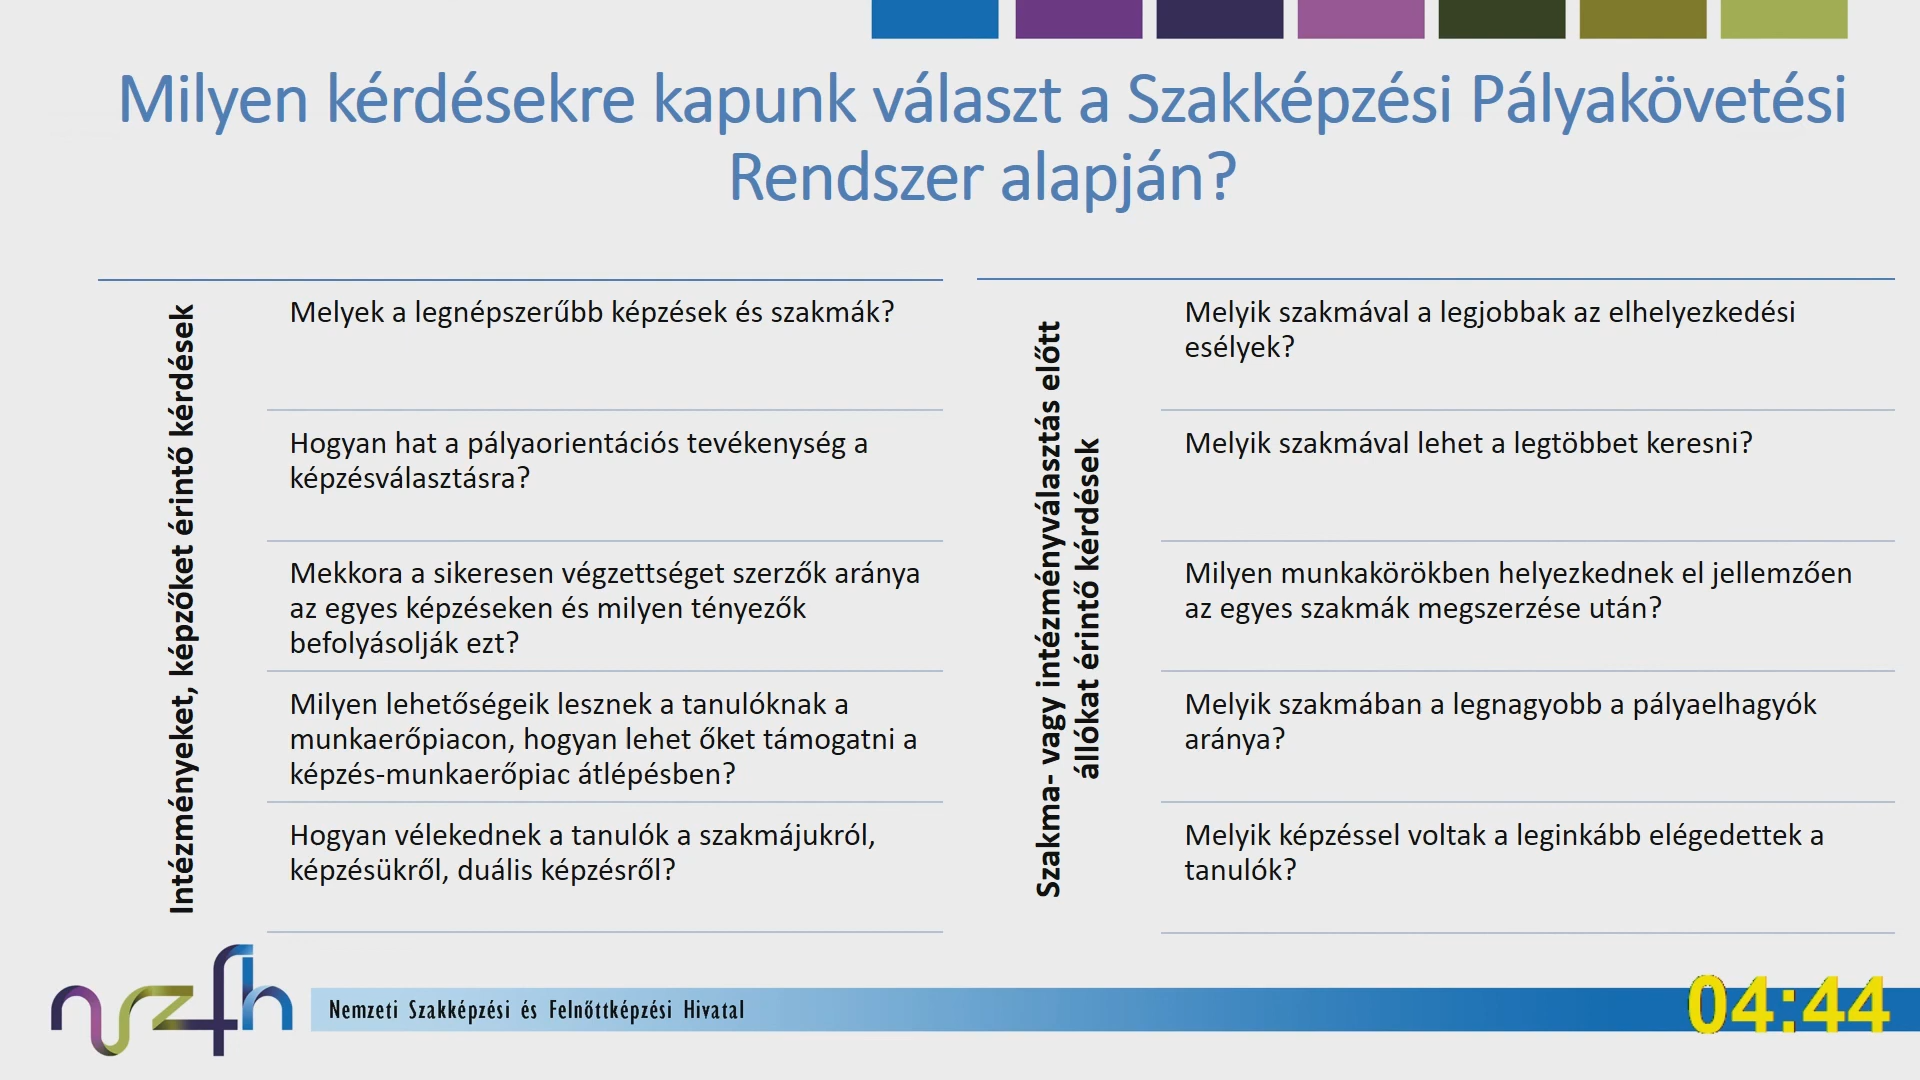 Milyen kérdésekre kapunk választ a Szakképzési Pályakövetési
Rendszer alapján?
Intézményeket, képzőket érintő kérdések
Melyek a legnépszerűbb képzések és szakmák?
Hogyan hat a pályaorientációs tevékenység a
képzésválasztásra?
Mekkora a sikeresen végzettséget szerzők aránya
az egyes képzéseken és milyen tényezők
befolyásolják ezt?
Milyen lehetőségeik lesznek a tanulóknak a
munkaerőpiacon, hogyan lehet őket támogatni a
képzés-munkaerőpiac átlépésben?
Hogyan vélekednek a tanulók a szakmájukról,
képzésükről, duális képzésről?
Szakma- vagy intézményválasztás előtt
állókat érintő kérdések
Melyik szakmával a legjobbak az elhelyezkedési
esélyek?
Melyik szakmával lehet a legtöbbet keresni?
Milyen munkakörökben helyezkednek el jellemzően
az egyes szakmák megszerzése után?
Melyik szakmában a legnagyobb a pályaelhagyók
aránya?
Melyik képzéssel voltak a leginkább elégedettek a
tanulók?
nszfh
Nemzeti Szakképzési és Felnőttképzési Hivatal
04:44